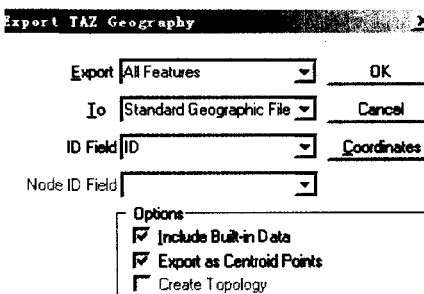 Export TAZ Geography
Export All Features OK
To Standard Geographic File Cancel
ID Field ID Coordinates
Node ID Field
Options
Include Built-in Data
Export as Centroid Points
Create Topology